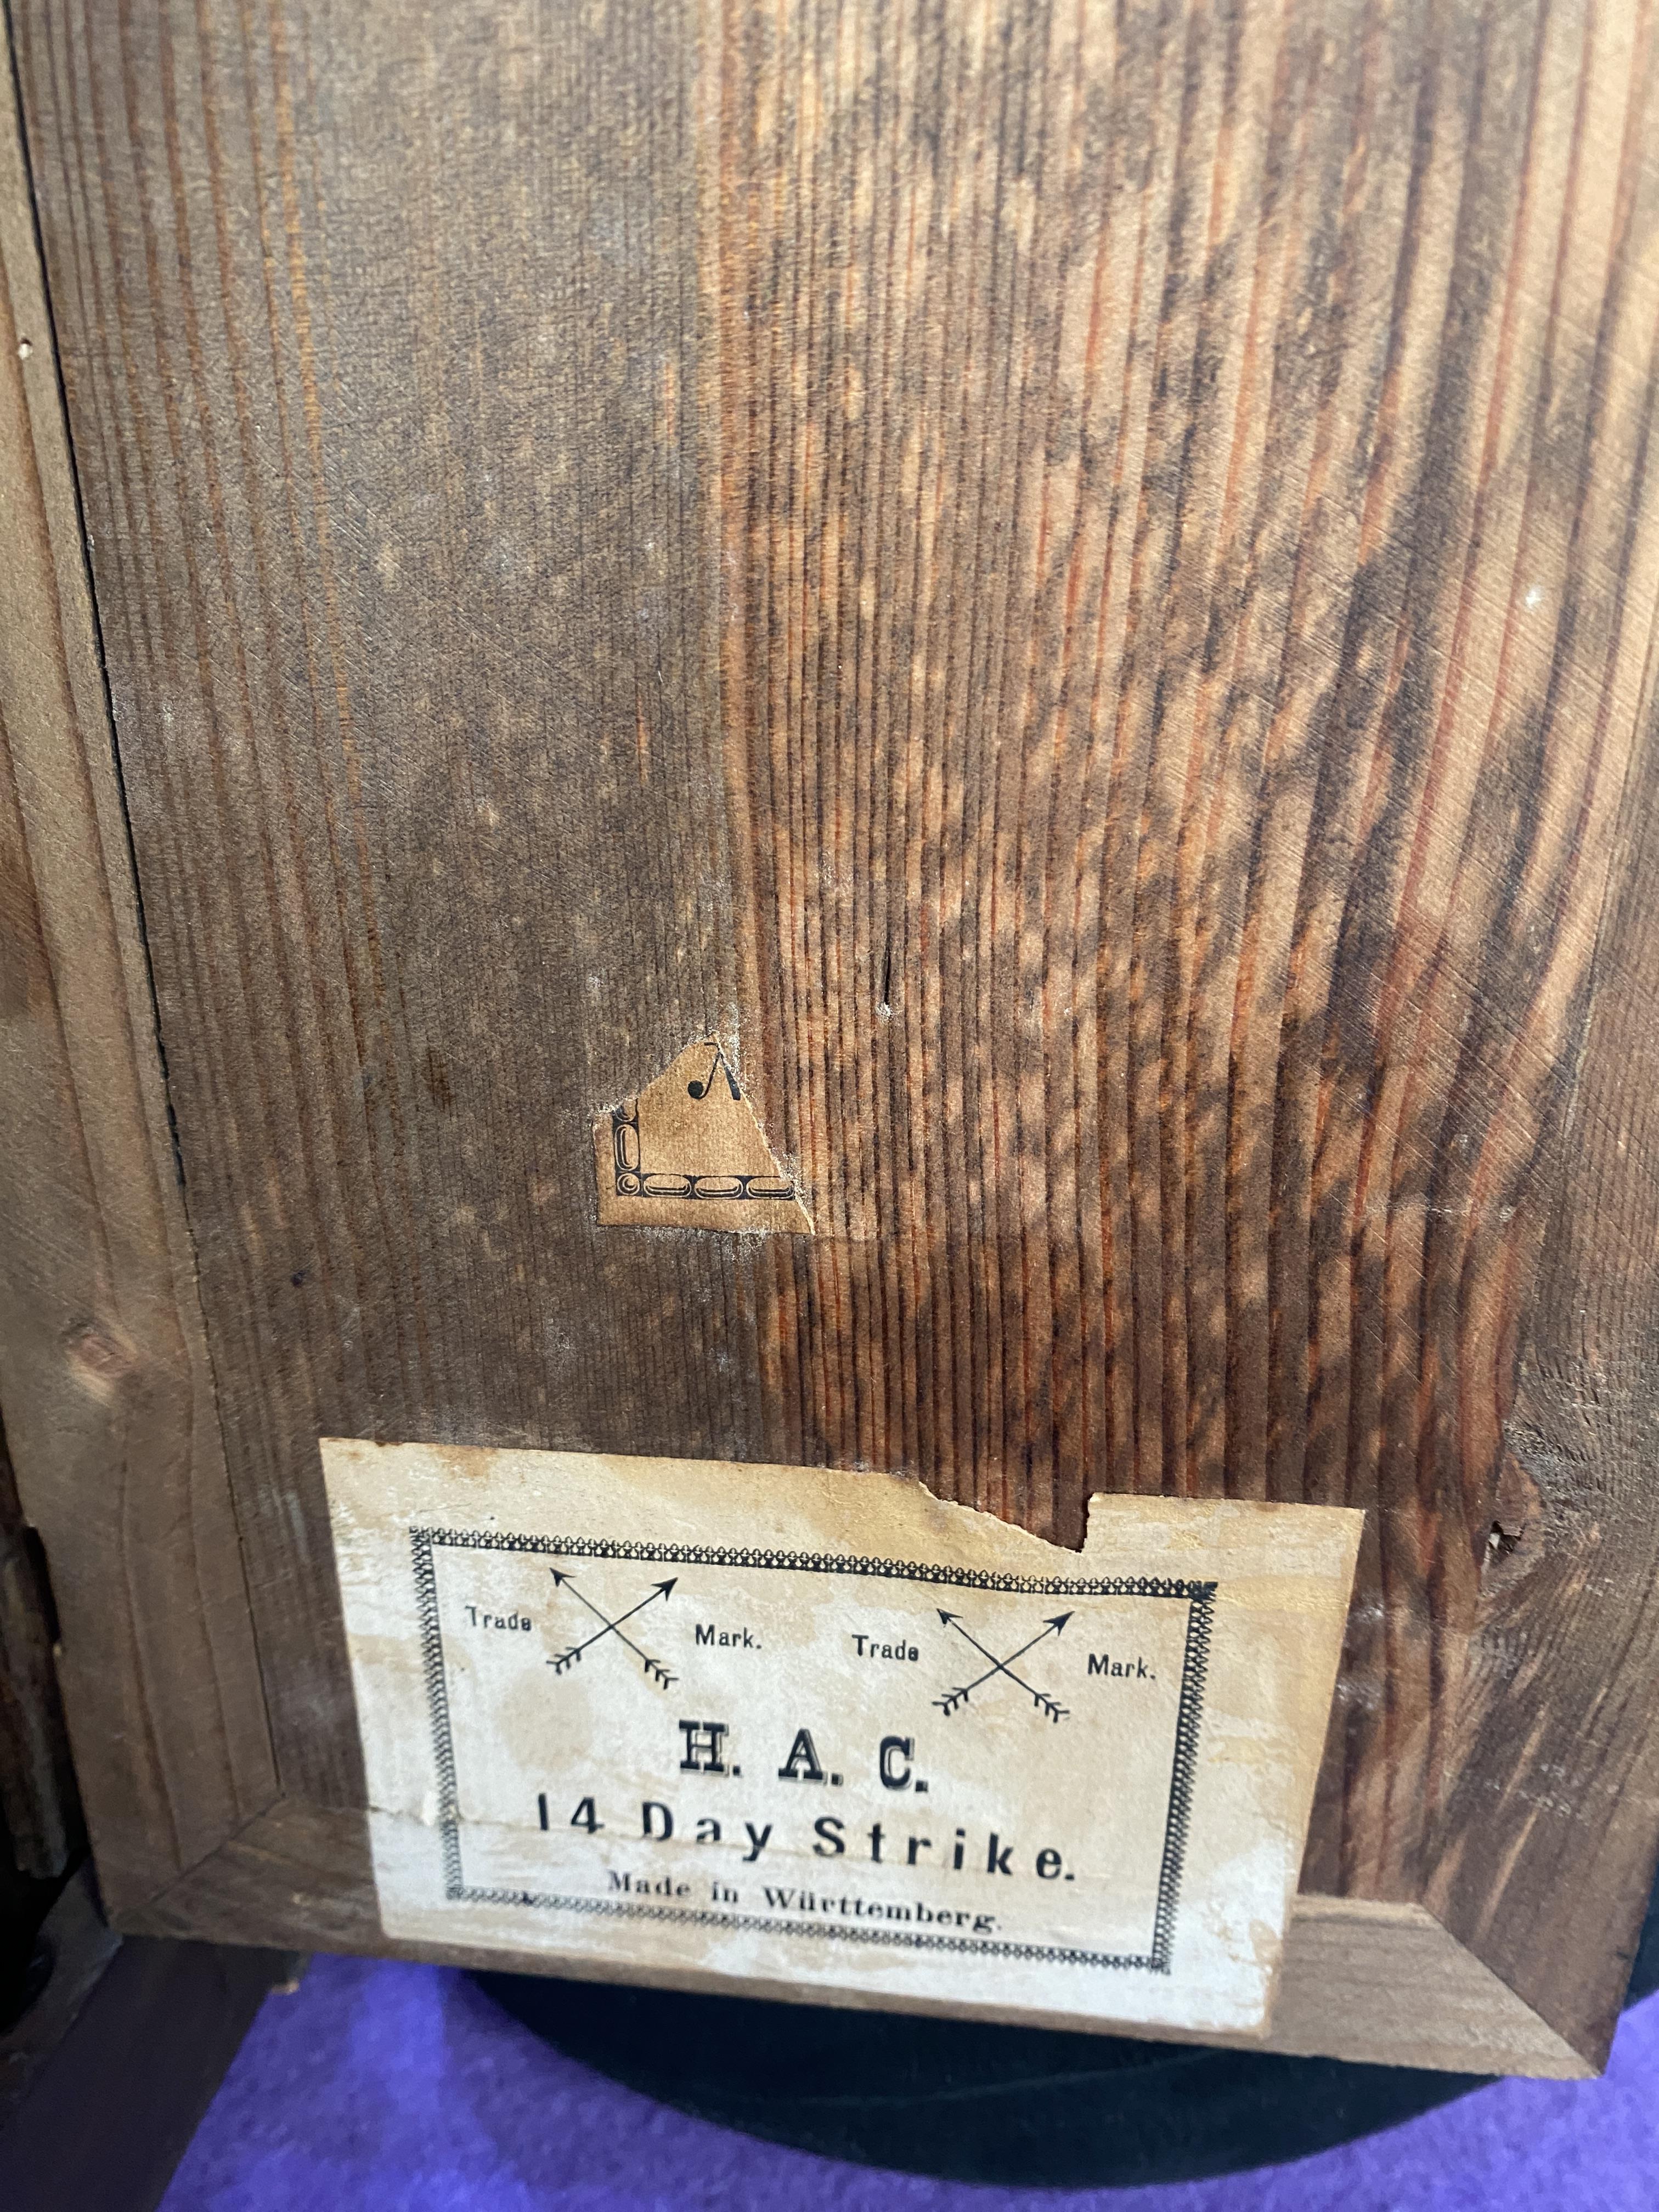 Trade Mark. Trade Mark.
H. A. C.
14 Day Strike.
Made in Württemberg.